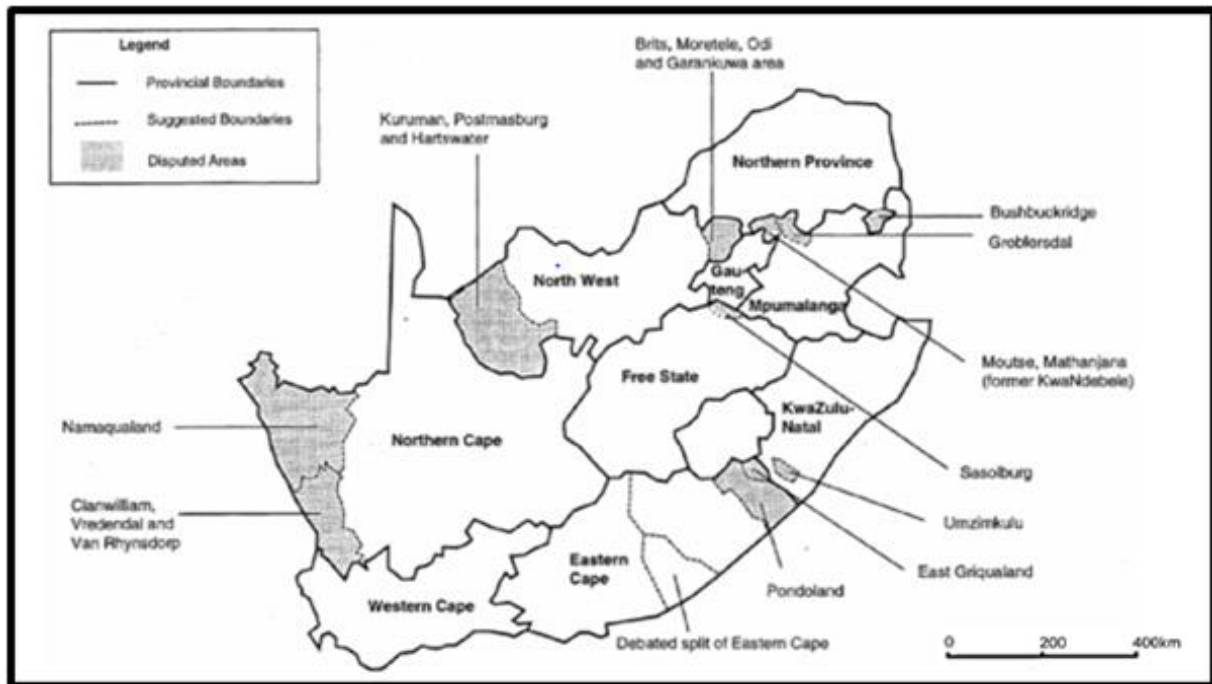 Legend
Provincial Boundaries
Suggested Boundaries
Disputed Areas
Brits, Moretele, Odi
and Garankuwa area
Kuruman, Postmasburg
and Hartswater
Northern Province
Bushbuckridge
Groblersdal
North West
Gau-
teng
Mpumalanga
Moutse, Mathanjana
(former KwaNdebele)
Free State
KwaZulu-
Natal
Namaqualand
Northern Cape
Sasolburg
Clanwilliam,
Vredendal and
Van Rhynsdorp
Umzimkulu
Eastern
Cape
East Griqualand
Pondoland
Western Cape
Debated split of Eastern Cape
0 200 400km